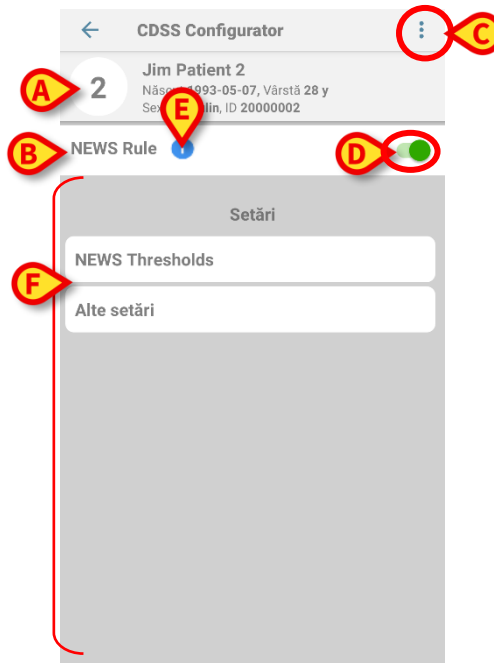 CDSS Configurator
C
2
Jim Patient 2
1993-05-07, Vârstă 28 y
ID 20000002
A
E
B
NEWS Rule
D
Setări
F
NEWS Thresholds
Alte setări